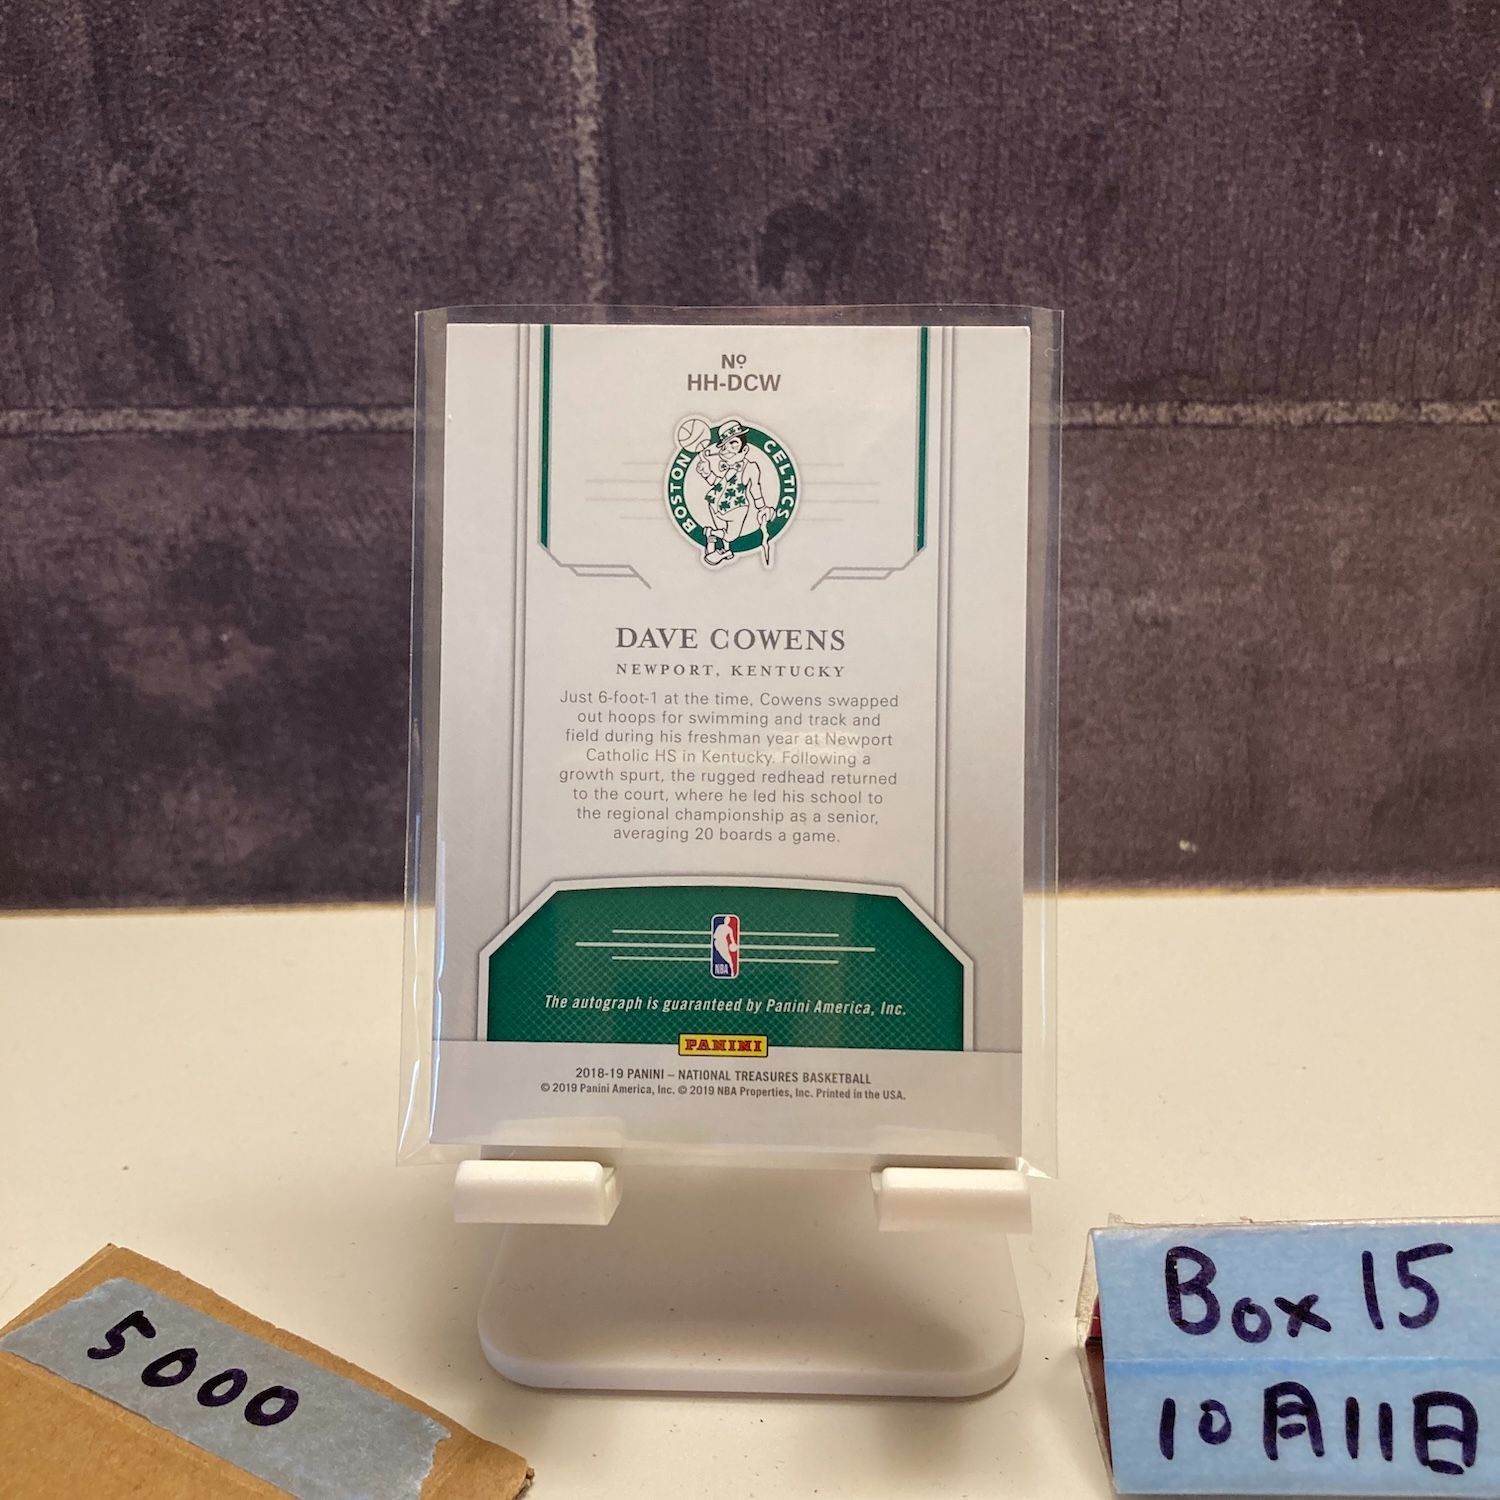 Nº
HH-DCW
BOSTON CELTICS
DAVE COWENS
NEWPORT, KENTUCKY
Just 6-foot-1 at the time, Cowens swapped
out hoops for swimming and track and
field during his freshman year at Newport
Catholic HS in Kentucky. Following a
growth spurt, the rugged redhead returned
to the court, where he led his school to
the regional championship as a senior,
averaging 20 boards a game.
NBA
The autograph is guaranteed by Panini America, Inc.
PANINI
2018-19 PANINI – NATIONAL TREASURES BASKETBALL
© 2019 Panini America, Inc. © 2019 NBA Properties, Inc. Printed in the USA.
5000
Box 15
10月11日